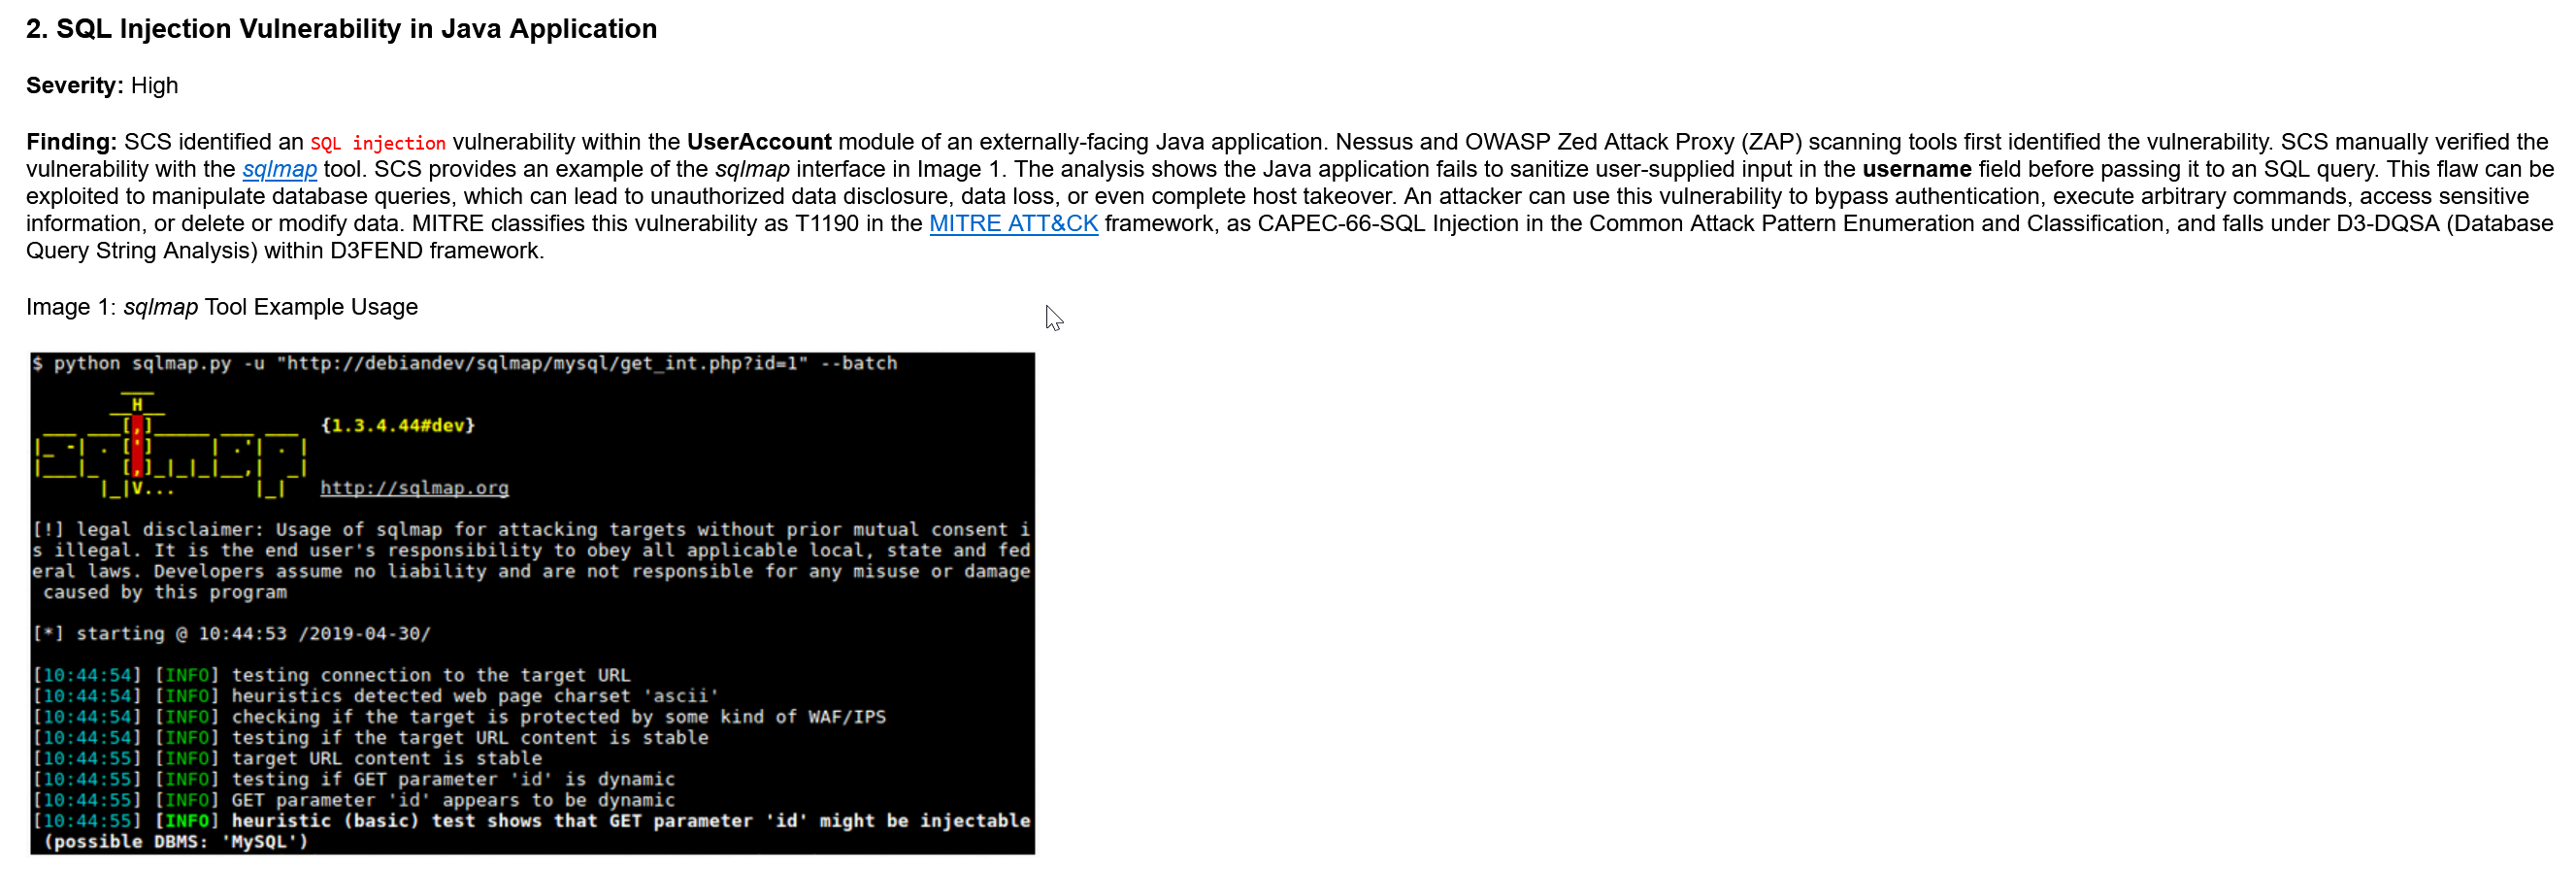 2. SQL Injection Vulnerability in Java Application
Severity: High
Finding: SCS identified an SQL injection vulnerability within the UserAccount module of an externally-facing Java application. Nessus and OWASP Zed Attack Proxy (ZAP) scanning tools first identified the vulnerability. SCS manually verified the
vulnerability with the sqlmap tool. SCS provides an example of the sqlmap interface in Image 1. The analysis shows the Java application fails to sanitize user-supplied input in the username field before passing it to an SQL query. This flaw can be
exploited to manipulate database queries, which can lead to unauthorized data disclosure, data loss, or even complete host takeover. An attacker can use this vulnerability to bypass authentication, execute arbitrary commands, access sensitive
information, or delete or modify data. MITRE classifies this vulnerability as T1190 in the MITRE ATT&CK framework, as CAPEC-66-SQL Injection in the Common Attack Pattern Enumeration and Classification, and falls under D3-DQSA (Database
Query String Analysis) within D3FEND framework.
Image 1: sqlmap Tool Example Usage
$ python sqlmap.py -u "http://debiandev/sqlmap/mysql/get_int.php?id=1" --batch
        ___
       __H__
 ___ ___[,]_____ ___ ___  {1.3.4.44#dev}
|_ -| . [']     | .'| . |
|___|_  [,]_|_|_|__,|  _|
      |_|V...       |_|   http://sqlmap.org
[!] legal disclaimer: Usage of sqlmap for attacking targets without prior mutual consent i
s illegal. It is the end user's responsibility to obey all applicable local, state and fed
eral laws. Developers assume no liability and are not responsible for any misuse or damage
caused by this program
[*] starting @ 10:44:53 /2019-04-30/
[10:44:54] [INFO] testing connection to the target URL
[10:44:54] [INFO] heuristics detected web page charset 'ascii'
[10:44:54] [INFO] checking if the target is protected by some kind of WAF/IPS
[10:44:54] [INFO] testing if the target URL content is stable
[10:44:55] [INFO] target URL content is stable
[10:44:55] [INFO] testing if GET parameter 'id' is dynamic
[10:44:55] [INFO] GET parameter 'id' appears to be dynamic
[10:44:55] [INFO] heuristic (basic) test shows that GET parameter 'id' might be injectable
(possible DBMS: 'MySQL')